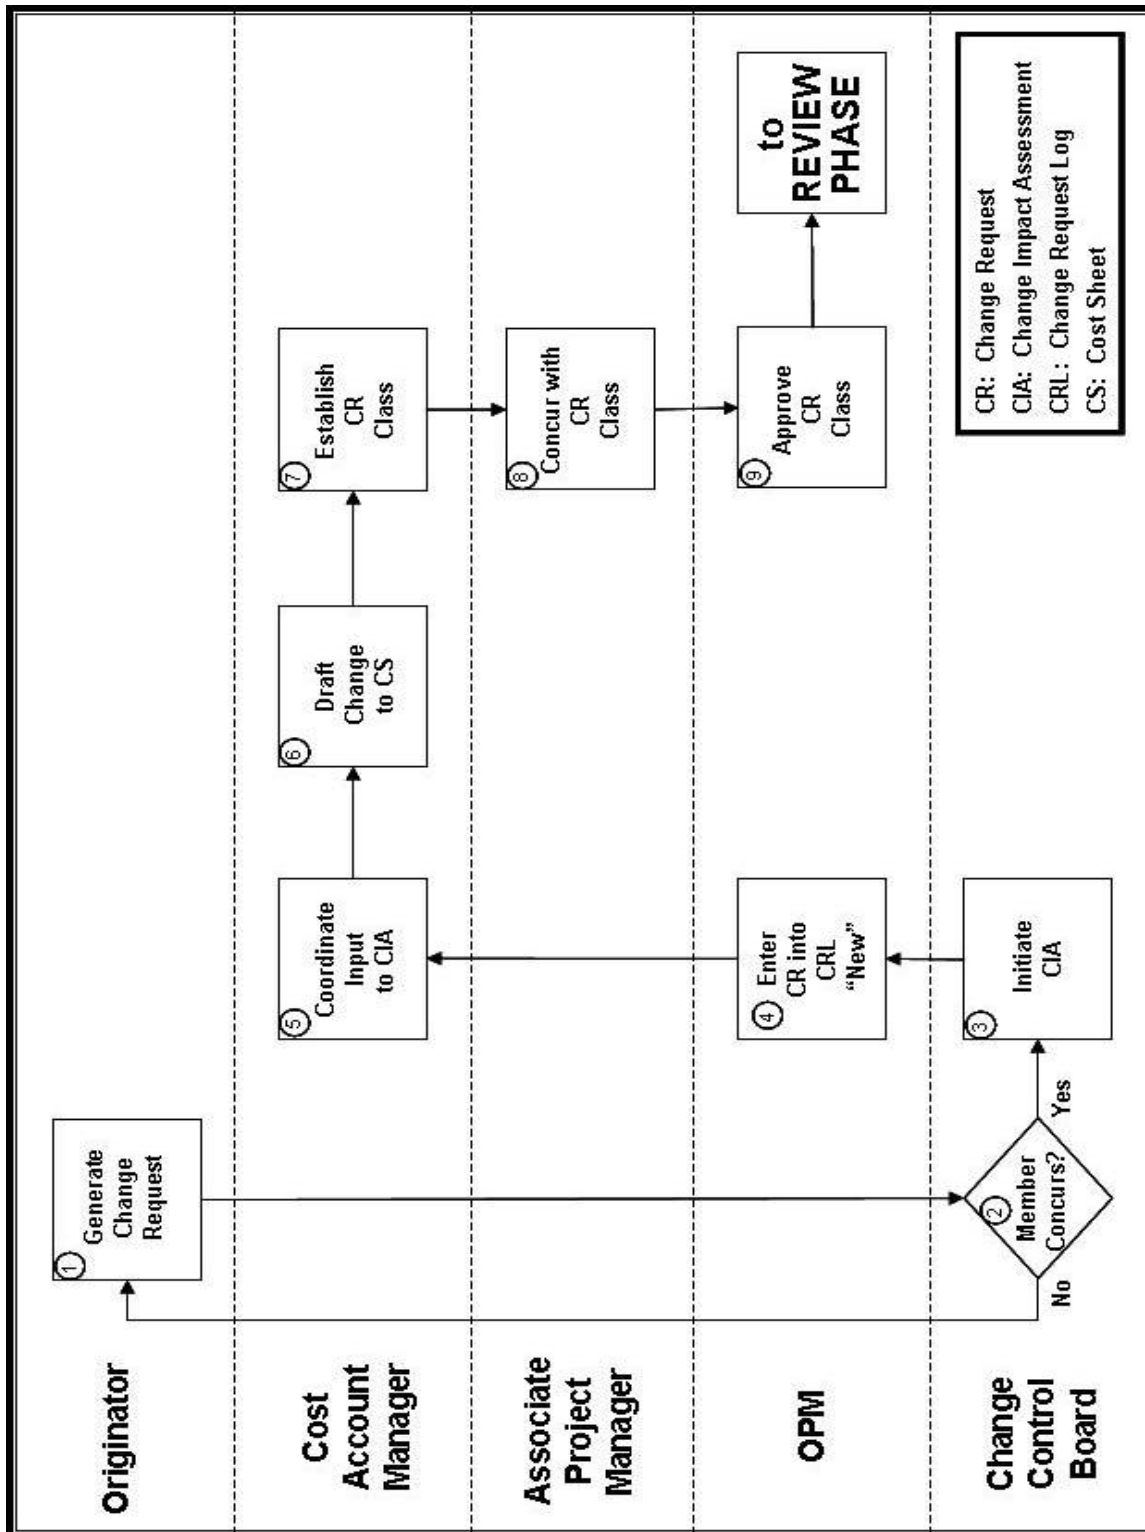 Originator
1
Generate
Change
Request
Cost
Account
Manager
5
Coordinate
Input
to CIA
6
Draft
Change
to CS
7
Establish
CR
Class
Associate
Project
Manager
8
Concur with
CR
Class
OPM
4
Enter
CR into
CRL
“New”
9
Approve
CR
Class
to
REVIEW
PHASE
Change
Control
Board
No
2
Member
Concurs?
Yes
3
Initiate
CIA
CR: Change Request
CIA: Change Impact Assessment
CRL: Change Request Log
CS: Cost Sheet